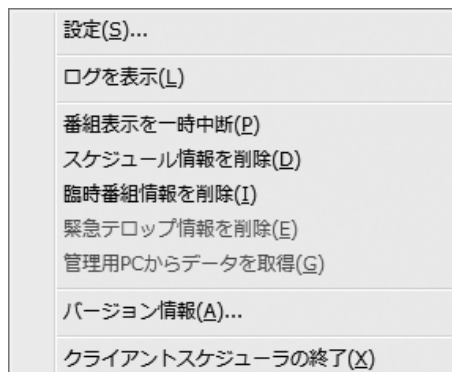 設定(S)...
ログを表示(L)
番組表示を一時中断(P)
スケジュール情報を削除(D)
臨時番組情報を削除(I)
緊急テロップ情報を削除(E)
管理用PCからデータを取得(G)
バージョン情報(A)...
クライアントスケジューラの終了(X)